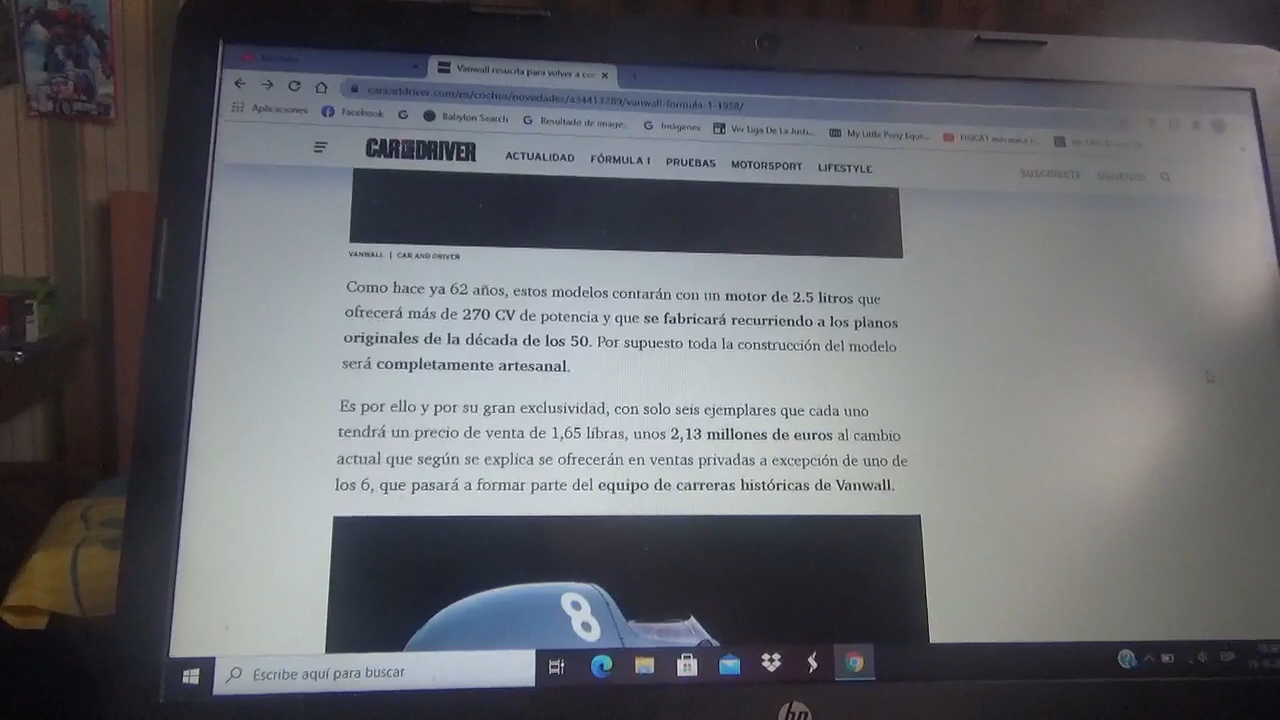 Vanwall resucita para volver a cor
caranddriver.com/es/coches/novedades/a34413289/vanwall-formula-1-1958/
Aplicaciones Facebook Babylon Search Resultado de image... Imágenes Ver Liga De La Justi... My Little Pony Eque...
CAR AND DRIVER ACTUALIDAD FÓRMULA 1 PRUEBAS MOTORSPORT LIFESTYLE SUSCRÍBETE SÍGUENOS
VANWALL | CAR AND DRIVER
Como hace ya 62 años, estos modelos contarán con un motor de 2.5 litros que
ofrecerá más de 270 CV de potencia y que se fabricará recurriendo a los planos
originales de la década de los 50. Por supuesto toda la construcción del modelo
será completamente artesanal.
Es por ello y por su gran exclusividad, con solo seis ejemplares que cada uno
tendrá un precio de venta de 1,65 libras, unos 2,13 millones de euros al cambio
actual que según se explica se ofrecerán en ventas privadas a excepción de uno de
los 6, que pasará a formar parte del equipo de carreras históricas de Vanwall.
8
Escribe aquí para buscar
ESP
hp